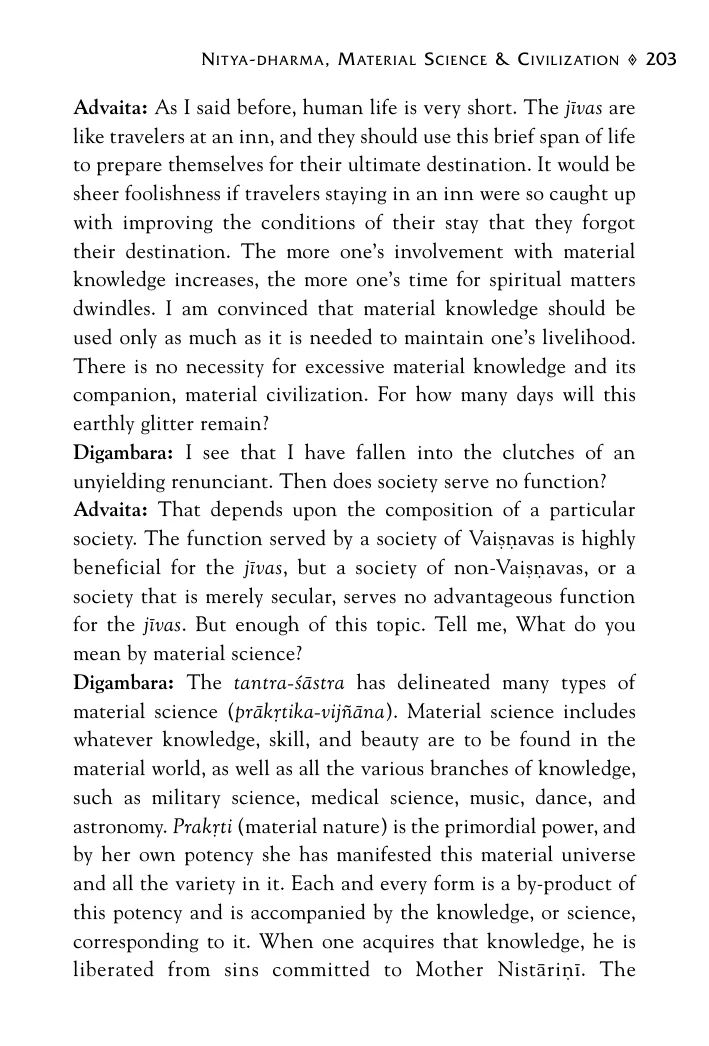 NITYA-DHARMA, MATERIAL SCIENCE & CIVILIZATION ◊ 203
Advaita: As I said before, human life is very short. The jīvas are
like travelers at an inn, and they should use this brief span of life
to prepare themselves for their ultimate destination. It would be
sheer foolishness if travelers staying in an inn were so caught up
with improving the conditions of their stay that they forgot
their destination. The more one’s involvement with material
knowledge increases, the more one’s time for spiritual matters
dwindles. I am convinced that material knowledge should be
used only as much as it is needed to maintain one’s livelihood.
There is no necessity for excessive material knowledge and its
companion, material civilization. For how many days will this
earthly glitter remain?
Digambara: I see that I have fallen into the clutches of an
unyielding renunciant. Then does society serve no function?
Advaita: That depends upon the composition of a particular
society. The function served by a society of Vaiṣṇavas is highly
beneficial for the jīvas, but a society of non-Vaiṣṇavas, or a
society that is merely secular, serves no advantageous function
for the jīvas. But enough of this topic. Tell me, What do you
mean by material science?
Digambara: The tantra-śāstra has delineated many types of
material science (prākṛtika-vijñāna). Material science includes
whatever knowledge, skill, and beauty are to be found in the
material world, as well as all the various branches of knowledge,
such as military science, medical science, music, dance, and
astronomy. Prakṛti (material nature) is the primordial power, and
by her own potency she has manifested this material universe
and all the variety in it. Each and every form is a by-product of
this potency and is accompanied by the knowledge, or science,
corresponding to it. When one acquires that knowledge, he is
liberated from sins committed to Mother Nistāriṇī. The